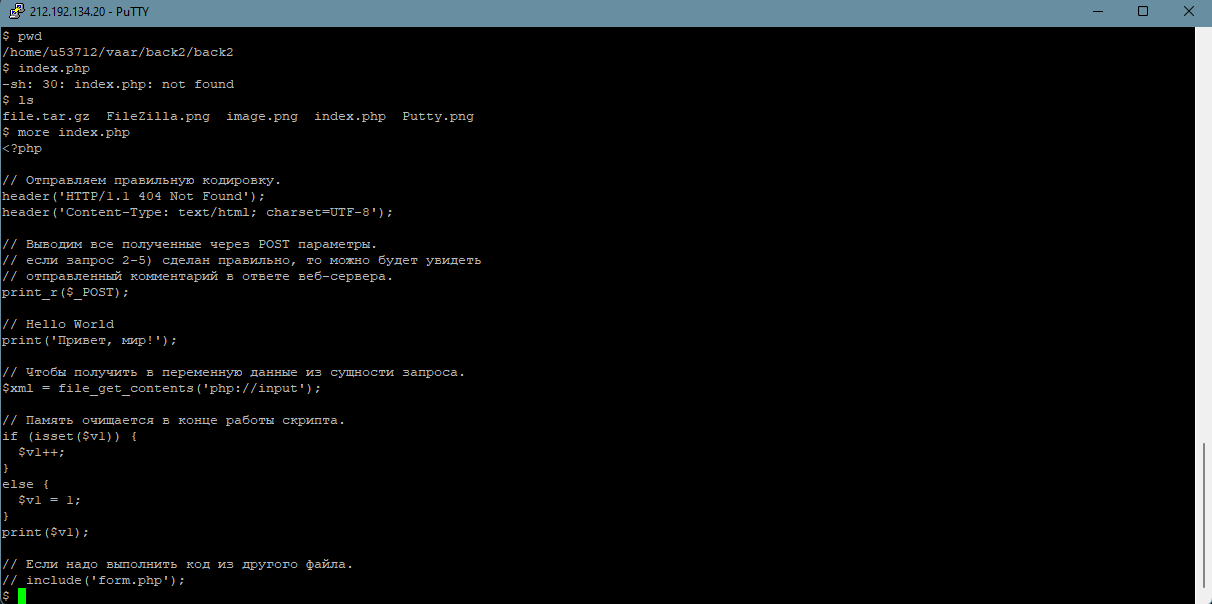 212.192.134.20 - PuTTY
$ pwd
/home/u53712/vaar/back2/back2
$ index.php
-sh: 30: index.php: not found
$ ls
file.tar.gz  FileZilla.png  image.png  index.php  Putty.png
$ more index.php
<?php

// Отправляем правильную кодировку.
header('HTTP/1.1 404 Not Found');
header('Content-Type: text/html; charset=UTF-8');

// Выводим все полученные через POST параметры.
// если запрос 2-5) сделан правильно, то можно будет увидеть
// отправленный комментарий в ответе веб-сервера.
print_r($_POST);

// Hello World
print('Привет, мир!');

// Чтобы получить в переменную данные из сущности запроса.
$xml = file_get_contents('php://input');

// Память очищается в конце работы скрипта.
if (isset($v1)) {
  $v1++;
}
else {
  $v1 = 1;
}
print($v1);

// Если надо выполнить код из другого файла.
// include('form.php');
$